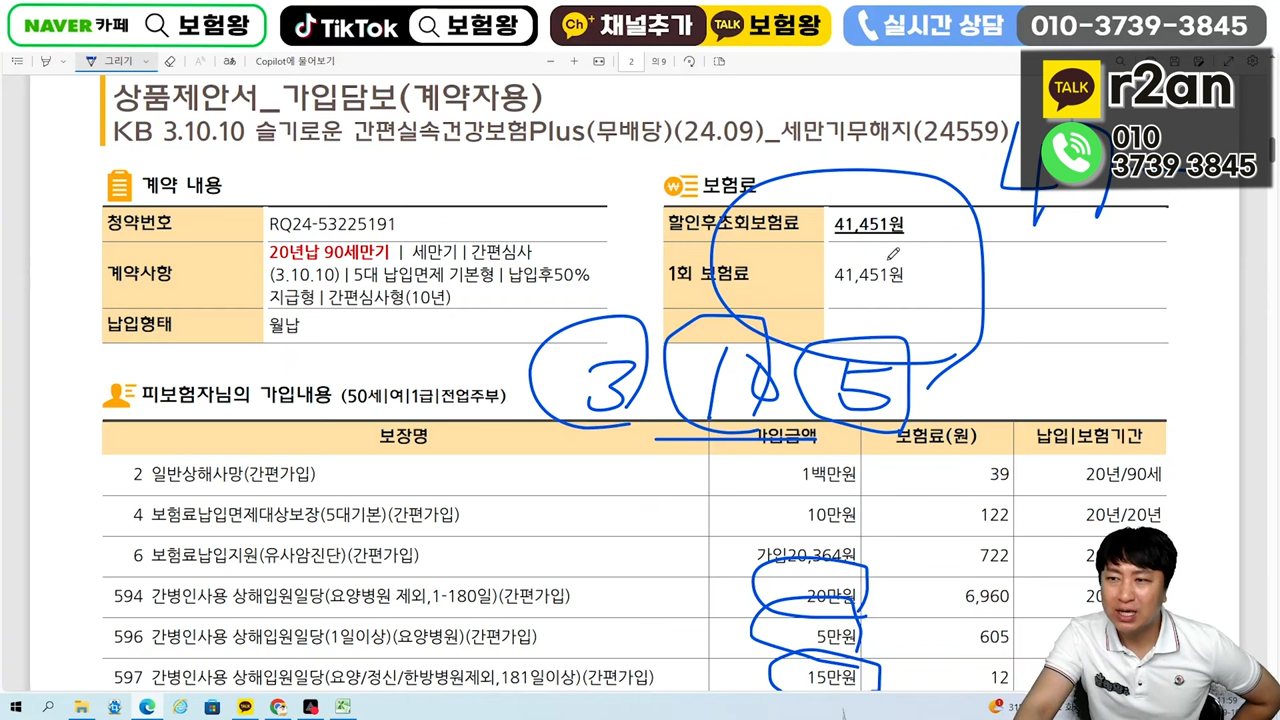 NAVER 카페 보험왕 TikTok 보험왕 Ch+ 채널추가 TALK 보험왕 실시간 상담 010-3739-3845
그리기 Copilot에 물어보기 2 의 9
TALK r2an
010
3739 3845
상품제안서_가입담보(계약자용)
KB 3.10.10 슬기로운 간편실속건강보험Plus(무배당)(24.09)_세만기무해지(24559)
계약 내용
청약번호 RQ24-53225191
계약사항 20년납 90세만기 | 세만기 | 간편심사
(3.10.10) | 5대 납입면제 기본형 | 납입후50%
지급형 | 간편심사형(10년)
납입형태 월납
보험료
할인후조회보험료 41,451원
1회 보험료 41,451원
3 10 5
피보험자님의 가입내용 (50세|여|1급|전업주부)
보장명 가입금액 보험료(원) 납입|보험기간
2 일반상해사망(간편가입) 1백만원 39 20년/90세
4 보험료납입면제대상보장(5대기본)(간편가입) 10만원 122 20년/20년
6 보험료납입지원(유사암진단)(간편가입) 가입20,364원 722
594 간병인사용 상해입원일당(요양병원 제외,1-180일)(간편가입) 20만원 6,960
596 간병인사용 상해입원일당(1일이상)(요양병원)(간편가입) 5만원 605
597 간병인사용 상해입원일당(요양/정신/한방병원제외,181일이상)(간편가입) 15만원 12